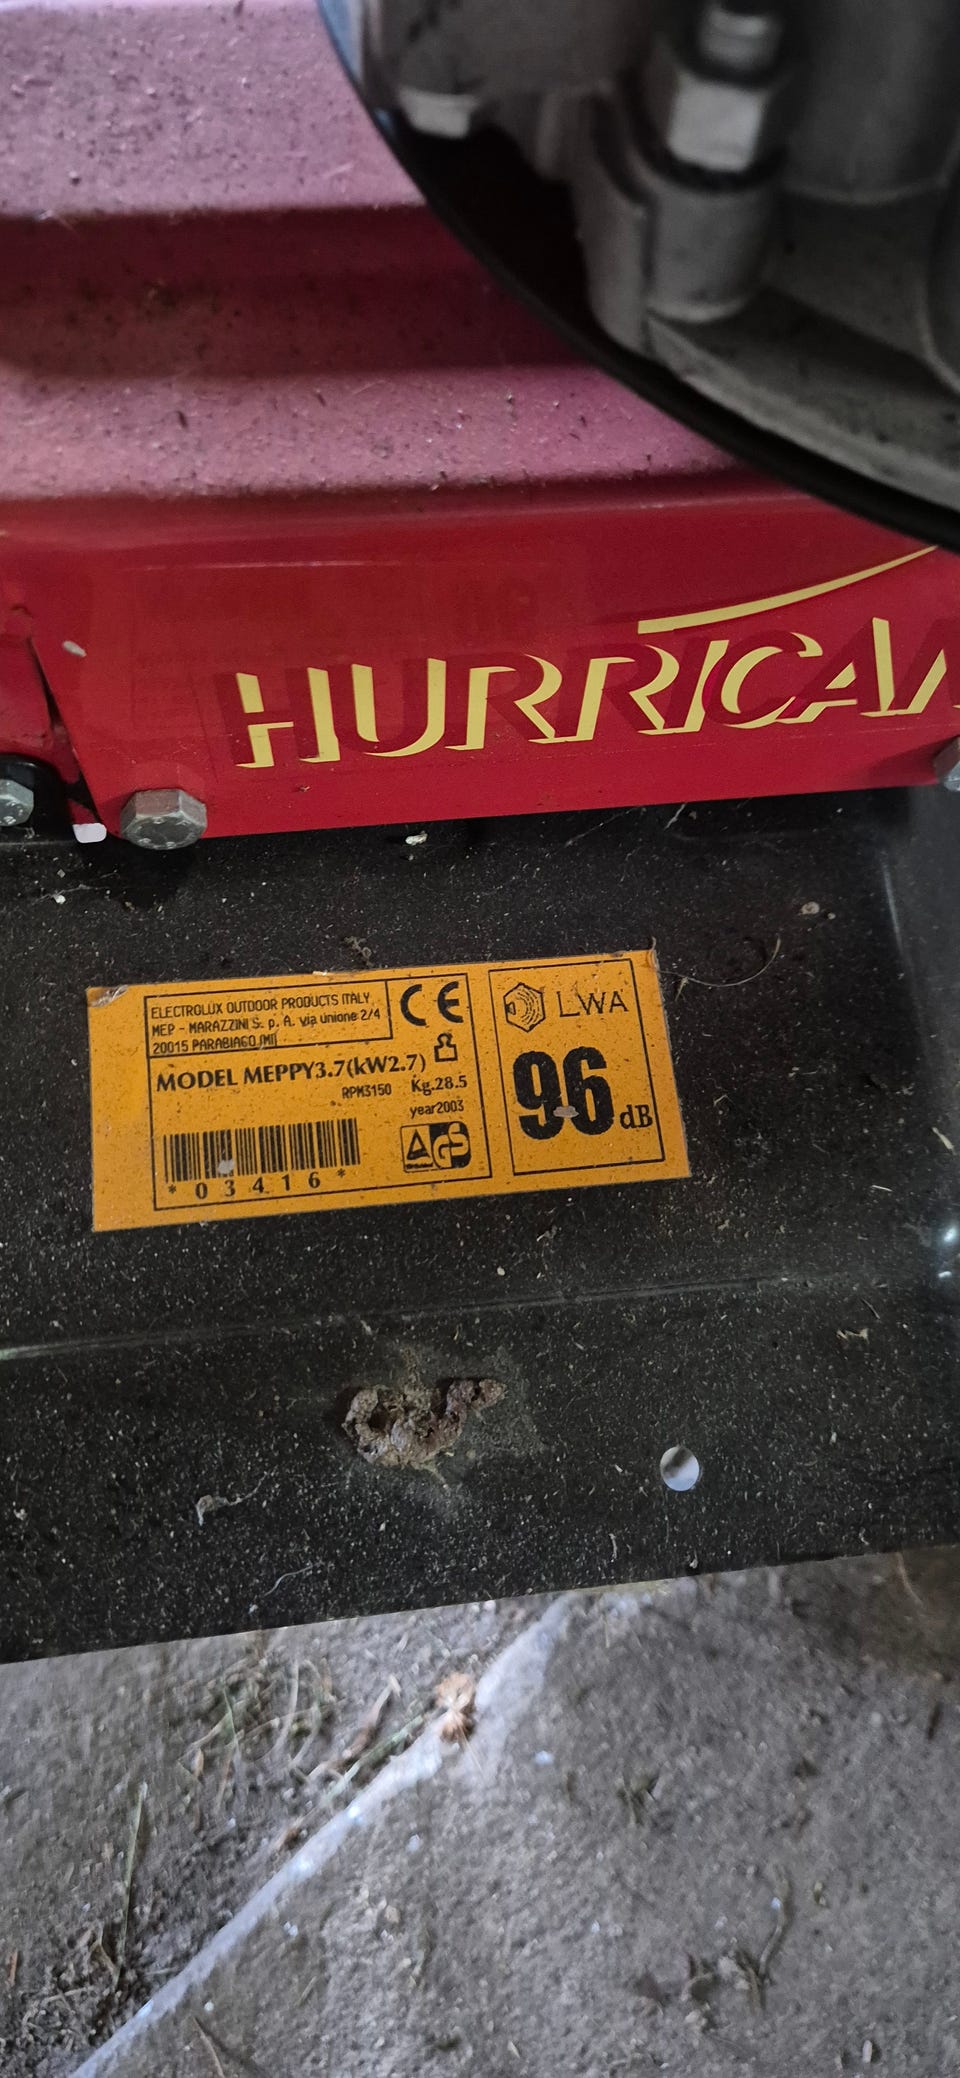 HURRICAN
ELECTROLUX OUTDOOR PRODUCTS ITALY
MEP - MARAZZINI S. p. A. via unione 2/4
20015 PARABIAGO (MI)
CE
MODEL MEPPY3.7(kW2.7)
RPM3150 Kg.28.5
year2003
GS
*03416*
LWA
96 dB